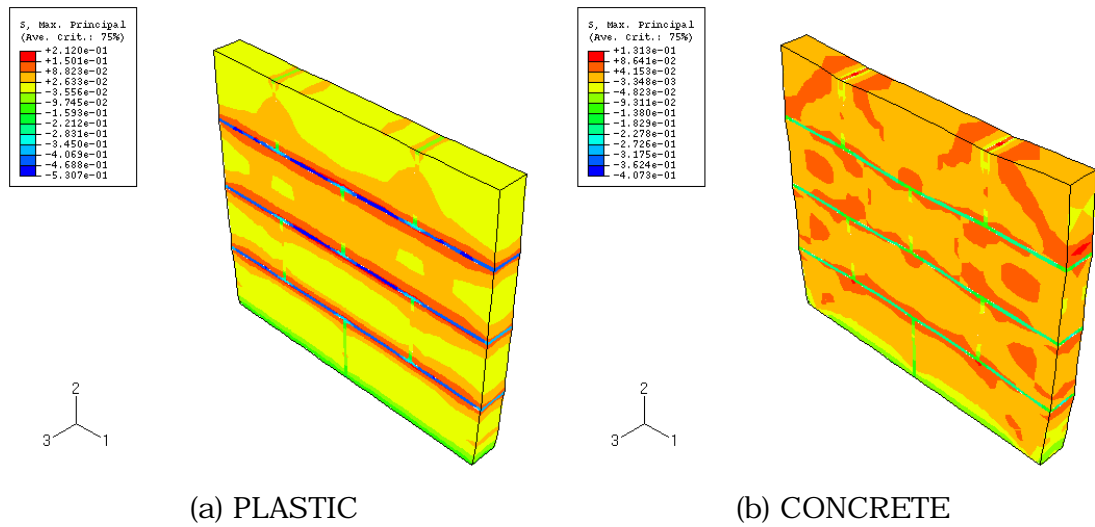 S, Max. Principal
(Ave. Crit.: 75%)
+2.120e-01
+1.501e-01
+8.823e-02
+2.633e-02
-3.556e-02
-9.745e-02
-1.593e-01
-2.212e-01
-2.831e-01
-3.450e-01
-4.069e-01
-4.688e-01
-5.307e-01
2
3
1
(a) PLASTIC
S, Max. Principal
(Ave. Crit.: 75%)
+1.313e-01
+8.641e-02
+4.153e-02
-3.348e-03
-4.823e-02
-9.311e-02
-1.380e-01
-1.829e-01
-2.278e-01
-2.726e-01
-3.175e-01
-3.624e-01
-4.073e-01
2
3
1
(b) CONCRETE